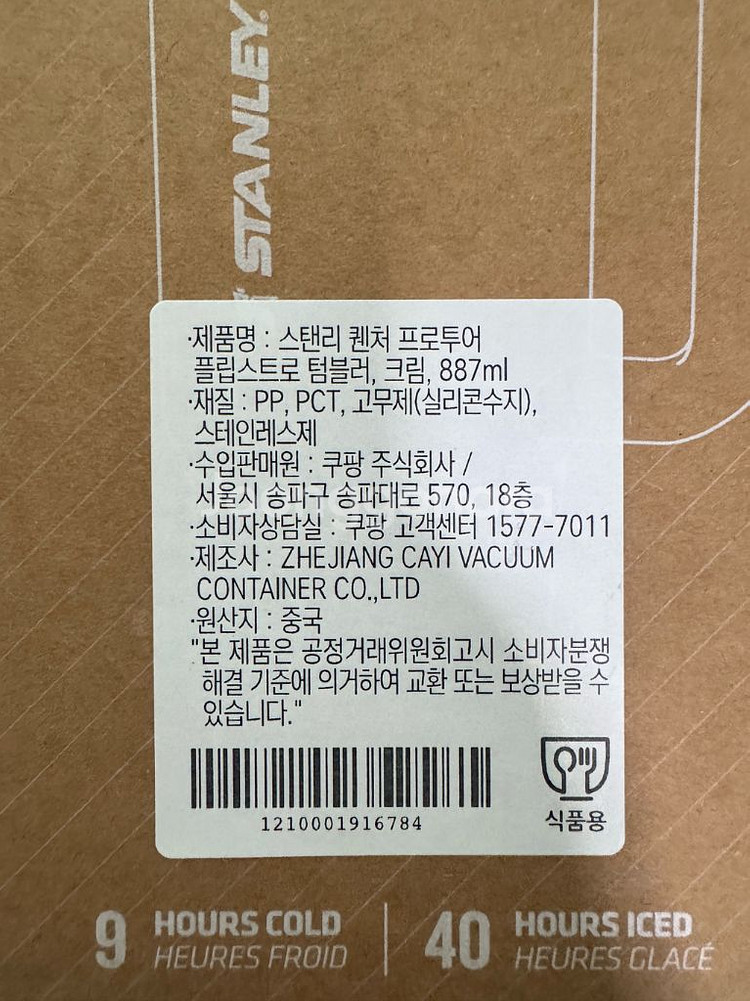 STANLEY
·제품명 : 스탠리 퀜처 프로투어
플립스트로 텀블러, 크림, 887ml
·재질 : PP, PCT, 고무제(실리콘수지),
스테인레스제
·수입판매원 : 쿠팡 주식회사 /
서울시 송파구 송파대로 570, 18층
·소비자상담실 : 쿠팡 고객센터 1577-7011
·제조사 : ZHEJIANG CAYI VACUUM
CONTAINER CO.,LTD
·원산지 : 중국
"본 제품은 공정거래위원회고시 소비자분쟁
해결 기준에 의거하여 교환 또는 보상받을 수
있습니다."
1210001916784
식품용
9 HOURS COLD
HEURES FROID
40 HOURS ICED
HEURES GLACÉ